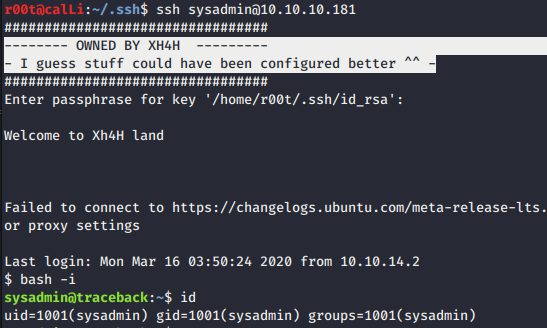 r00t@calLi:~/.ssh$ ssh sysadmin@10.10.10.181
#################################
-------- OWNED BY XH4H  ---------
- I guess stuff could have been configured better ^^ -
#################################
Enter passphrase for key '/home/r00t/.ssh/id_rsa':
Welcome to Xh4H land
Failed to connect to https://changelogs.ubuntu.com/meta-release-lts.
or proxy settings
Last login: Mon Mar 16 03:50:24 2020 from 10.10.14.2
$ bash -i
sysadmin@traceback:~$ id
uid=1001(sysadmin) gid=1001(sysadmin) groups=1001(sysadmin)